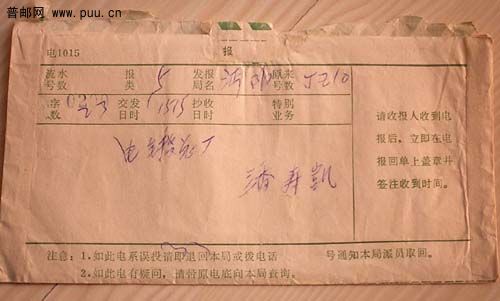 普邮网
www.puu.cn
电1015
报
流水号数 报类 5 发报局名 原来号数 J210
字数 22 交发日时 1515 抄收日时 特别业务
请收报人收到电
报后，立即在电
报回单上盖章并
签注收到时间。
电 厂
潘寿凯
注意：1.如此电系误投请即退回本局或拨电话 号通知本局派员取回。
2.如此电有疑问，请带原电底向本局查询。